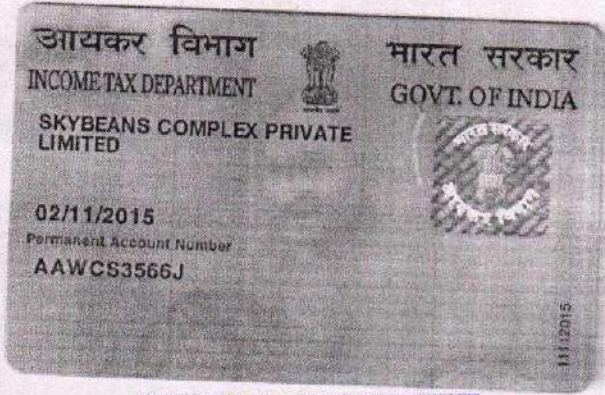 आयकर विभाग
INCOME TAX DEPARTMENT
भारत सरकार
GOVT. OF INDIA
SKYBEANS COMPLEX PRIVATE
LIMITED
02/11/2015
Permanent Account Number
AAWCS3566J
11112015